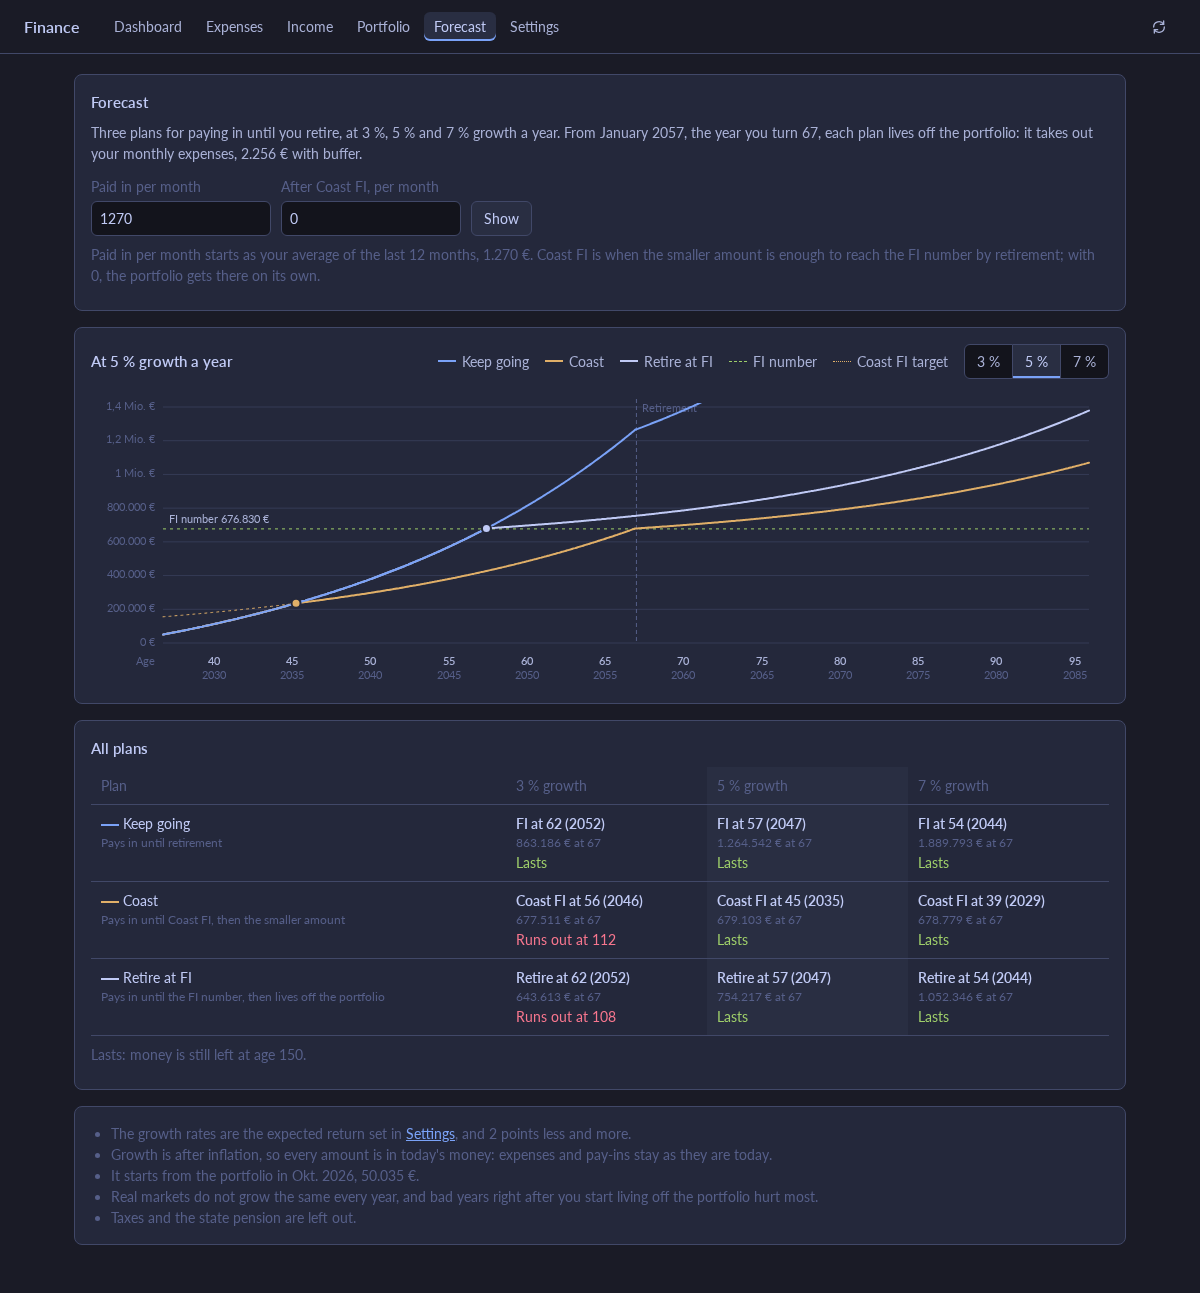 Finance Dashboard Expenses Income Portfolio Forecast Settings
Forecast
Three plans for paying in until you retire, at 3 %, 5 % and 7 % growth a year. From January 2057, the year you turn 67, each plan lives off the portfolio: it takes out
your monthly expenses, 2.256 € with buffer.
Paid in per month After Coast FI, per month
1270 0 Show
Paid in per month starts as your average of the last 12 months, 1.270 €. Coast FI is when the smaller amount is enough to reach the FI number by retirement; with
0, the portfolio gets there on its own.
At 5 % growth a year Keep going Coast Retire at FI FI number Coast FI target 3 % 5 % 7 %
1,4 Mio. € Retirement
1,2 Mio. €
1 Mio. €
800.000 €
FI number 676.830 €
600.000 €
400.000 €
200.000 €
0 €
Age 40 45 50 55 60 65 70 75 80 85 90 95
2030 2035 2040 2045 2050 2055 2060 2065 2070 2075 2080 2085
All plans
Plan 3 % growth 5 % growth 7 % growth
Keep going FI at 62 (2052) FI at 57 (2047) FI at 54 (2044)
Pays in until retirement 863.186 € at 67 1.264.542 € at 67 1.889.793 € at 67
Lasts Lasts Lasts
Coast Coast FI at 56 (2046) Coast FI at 45 (2035) Coast FI at 39 (2029)
Pays in until Coast FI, then the smaller amount 677.511 € at 67 679.103 € at 67 678.779 € at 67
Runs out at 112 Lasts Lasts
Retire at FI Retire at 62 (2052) Retire at 57 (2047) Retire at 54 (2044)
Pays in until the FI number, then lives off the portfolio 643.613 € at 67 754.217 € at 67 1.052.346 € at 67
Runs out at 108 Lasts Lasts
Lasts: money is still left at age 150.
• The growth rates are the expected return set in Settings, and 2 points less and more.
• Growth is after inflation, so every amount is in today's money: expenses and pay-ins stay as they are today.
• It starts from the portfolio in Okt. 2026, 50.035 €.
• Real markets do not grow the same every year, and bad years right after you start living off the portfolio hurt most.
• Taxes and the state pension are left out.